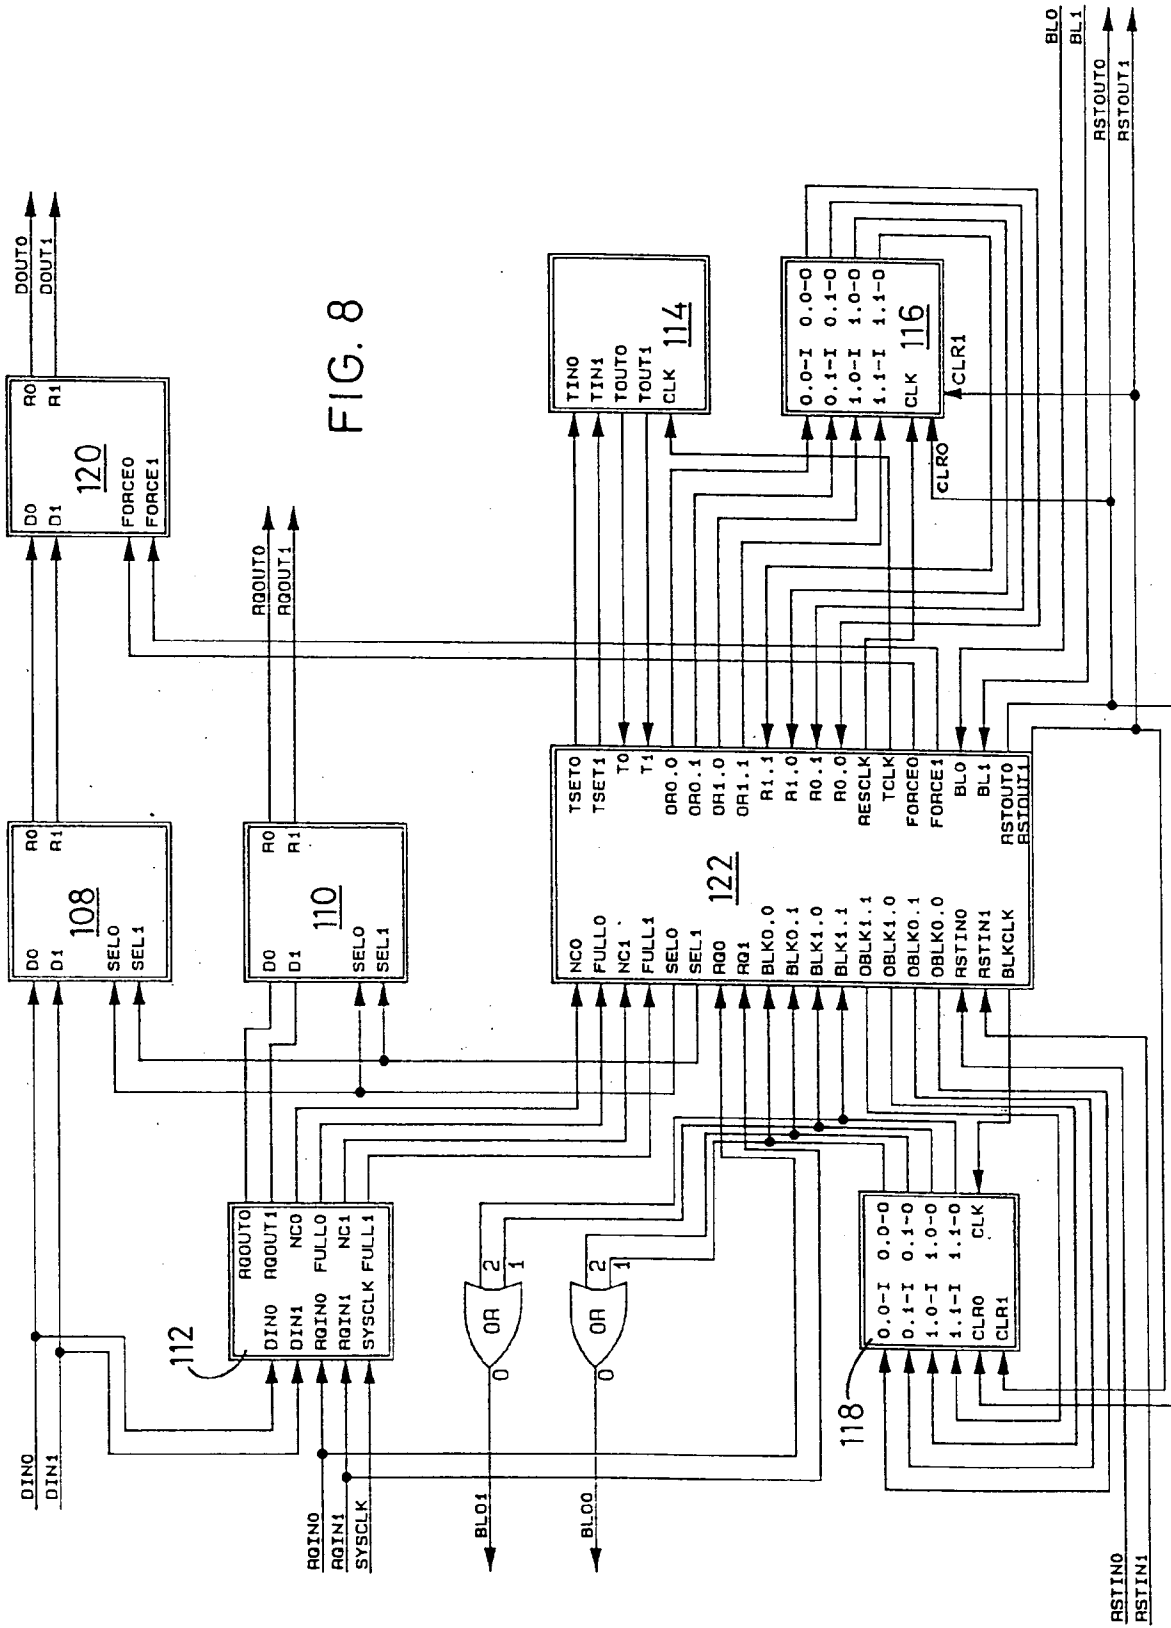 FIG. 8
DIN0
DIN1
D0 R0
D1 R1
108
SEL0
SEL1
D0 R0
D1 R1
120
FORCE0
FORCE1
DOUT0
DOUT1
D0 R0
D1 R1
110
SEL0
SEL1
RQOUT0
RQOUT1
112
RQOUT0
DIN0 RQOUT1
DIN1 NC0
RQIN0 FULL0
RQIN1 NC1
SYSCLK FULL1
RQIN0
RQIN1
SYSCLK
OR
2
1
0
BLO1
OR
2
1
0
BLO0
122
NC0
FULL0
NC1
FULL1
SEL0
SEL1
RQ0
RQ1
BLK0.0
BLK0.1
BLK1.0
BLK1.1
OBLK1.1
OBLK1.0
OBLK0.1
OBLK0.0
RSTIN0
RSTIN1
BLKCLK
TSET0
TSET1
T0
T1
OR0.0
OR0.1
OR1.0
OR1.1
R1.1
R1.0
R0.1
R0.0
RESCLK
TCLK
FORCE0
FORCE1
BL0
BL1
RSTOUT0
RSTOUT1
TIN0
TIN1
TOUT0
TOUT1
CLK
114
0.0-I 0.0-O
0.1-I 0.1-O
1.0-I 1.0-O
1.1-I 1.1-O
CLK
116
CLR0
CLR1
118
0.0-I 0.0-O
0.1-I 0.1-O
1.0-I 1.0-O
1.1-I 1.1-O
CLR0 CLK
CLR1
BL0
BL1
RSTOUT0
RSTOUT1
RSTIN0
RSTIN1